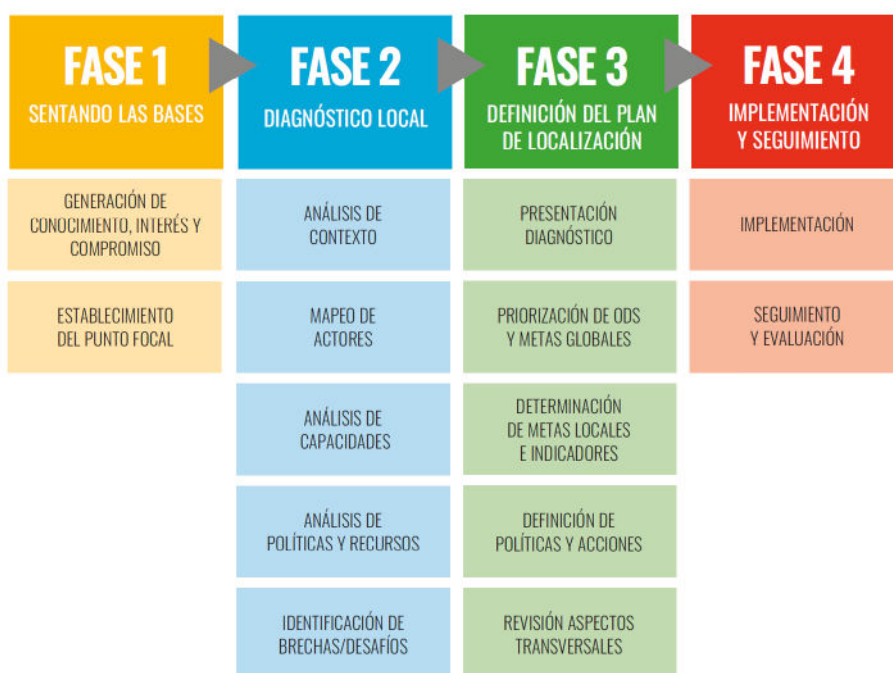 FASE 1
SENTANDO LAS BASES
GENERACIÓN DE
CONOCIMIENTO, INTERÉS Y
COMPROMISO
ESTABLECIMIENTO
DEL PUNTO FOCAL
FASE 2
DIAGNÓSTICO LOCAL
ANÁLISIS DE
CONTEXTO
MAPEO DE
ACTORES
ANÁLISIS DE
CAPACIDADES
ANÁLISIS DE
POLÍTICAS Y RECURSOS
IDENTIFICACIÓN DE
BRECHAS/DESAFÍOS
FASE 3
DEFINICIÓN DEL PLAN
DE LOCALIZACIÓN
PRESENTACIÓN
DIAGNÓSTICO
PRIORIZACIÓN DE ODS
Y METAS GLOBALES
DETERMINACIÓN
DE METAS LOCALES
E INDICADORES
DEFINICIÓN DE
POLÍTICAS Y ACCIONES
REVISIÓN ASPECTOS
TRANSVERSALES
FASE 4
IMPLEMENTACIÓN
Y SEGUIMIENTO
IMPLEMENTACIÓN
SEGUIMIENTO
Y EVALUACIÓN